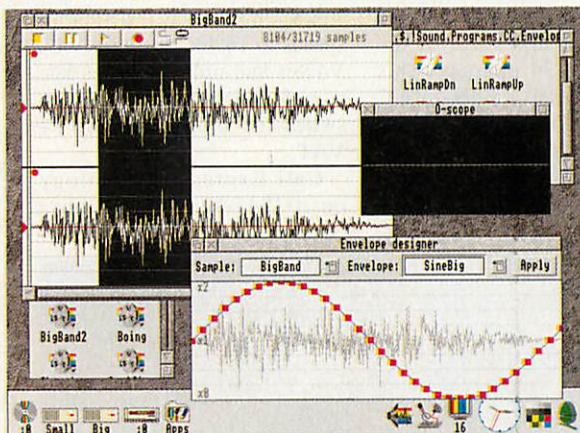 BigBand2
8104/31719 samples
.$.!Sound.Programs.CC.Envelo
LinRampDn LinRampUp
O-scope
Envelope designer
Sample: BigBand Envelope: SineBig Apply
x2
x1
x0
BigBand2 Boing
:0 Small Big :0 Apps
16